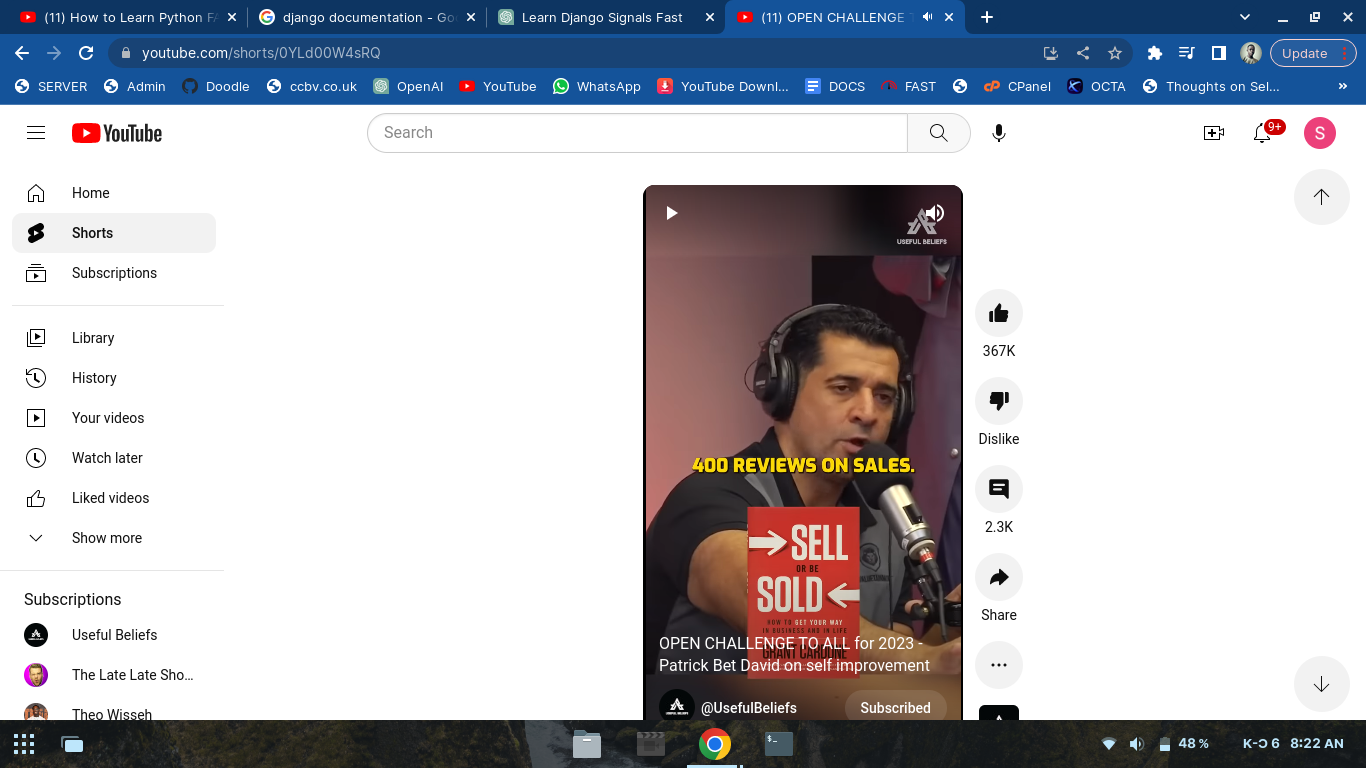 (11) How to Learn Python FA
django documentation - Go
Learn Django Signals Fast
(11) OPEN CHALLENGE T
youtube.com/shorts/0YLd00W4sRQ
Update
SERVER
Admin
Doodle
ccbv.co.uk
OpenAI
YouTube
WhatsApp
YouTube Downl...
DOCS
FAST
CPanel
OCTA
Thoughts on Sel...
»
YouTube
Search
9+
S
Home
Shorts
Subscriptions
Library
History
Your videos
Watch later
Liked videos
Show more
Subscriptions
Useful Beliefs
The Late Late Sho...
Theo Wisseh
USEFUL BELIEFS
400 REVIEWS ON SALES.
SELL
OR BE
SOLD
HOW TO GET YOUR WAY
IN BUSINESS AND IN LIFE
GRANT CARDONE
OPEN CHALLENGE TO ALL for 2023 -
Patrick Bet David on self improvement
@UsefulBeliefs
Subscribed
367K
Dislike
2.3K
Share
48 %
K-Ɔ 6
8:22 AM